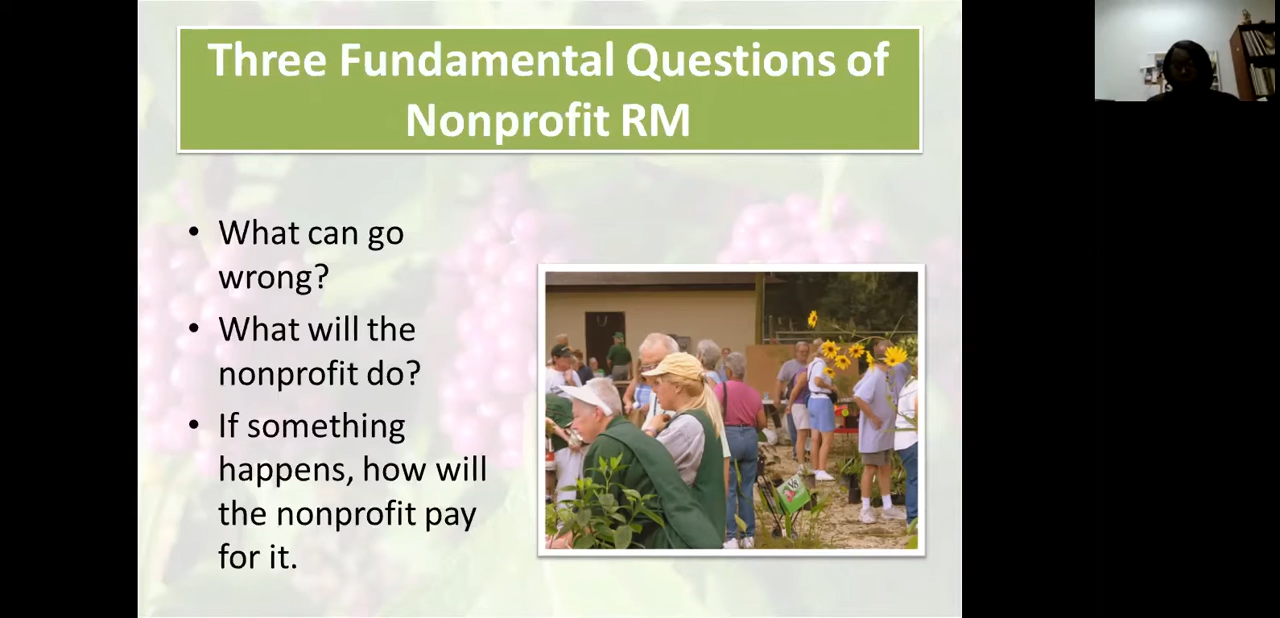 Three Fundamental Questions of
Nonprofit RM
• What can go
wrong?
• What will the
nonprofit do?
• If something
happens, how will
the nonprofit pay
for it.